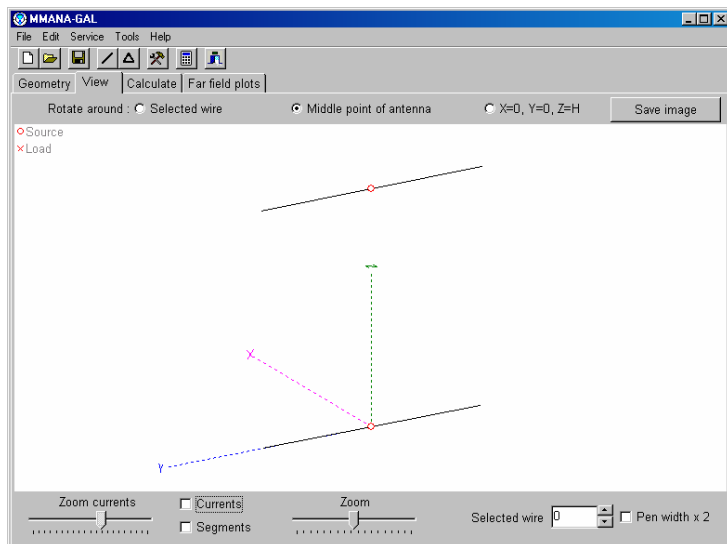 MMANA-GAL
File Edit Service Tools Help
Geometry View Calculate Far field plots
Rotate around : Selected wire Middle point of antenna X=0, Y=0, Z=H Save image
Source
Load
X
Y
Zoom currents Currents Zoom
Segments
Selected wire 0 Pen width x 2